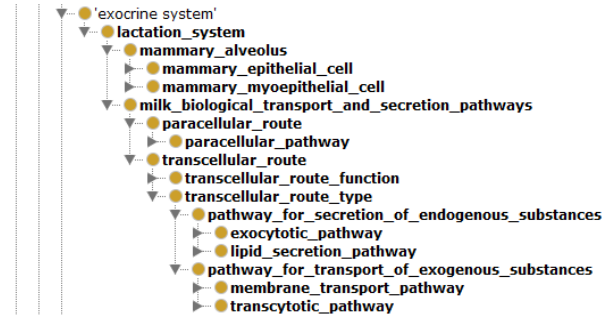 'exocrine system'
lactation_system
mammary_alveolus
mammary_epithelial_cell
mammary_myoepithelial_cell
milk_biological_transport_and_secretion_pathways
paracellular_route
paracellular_pathway
transcellular_route
transcellular_route_function
transcellular_route_type
pathway_for_secretion_of_endogenous_substances
exocytotic_pathway
lipid_secretion_pathway
pathway_for_transport_of_exogenous_substances
membrane_transport_pathway
transcytotic_pathway